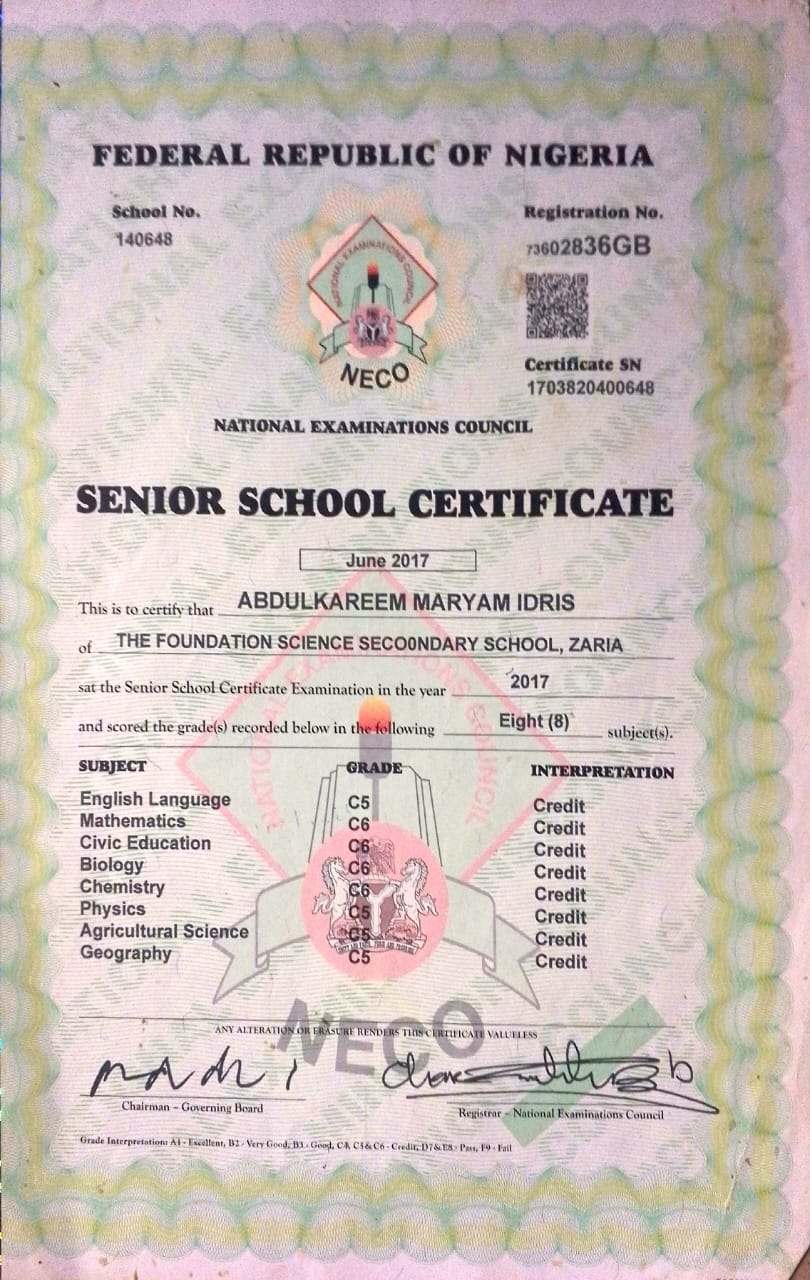 FEDERAL REPUBLIC OF NIGERIA
School No.
140648
Registration No.
73602836GB
NATIONAL EXAMINATIONS COUNCIL
NECO
Certificate SN
1703820400648
NATIONAL EXAMINATIONS COUNCIL
SENIOR SCHOOL CERTIFICATE
June 2017
This is to certify that ABDULKAREEM MARYAM IDRIS
of THE FOUNDATION SCIENCE SECO0NDARY SCHOOL, ZARIA
sat the Senior School Certificate Examination in the year 2017
and scored the grade(s) recorded below in the following Eight (8) subject(s).
SUBJECT GRADE INTERPRETATION
English Language C5 Credit
Mathematics C6 Credit
Civic Education C6 Credit
Biology C6 Credit
Chemistry C6 Credit
Physics C5 Credit
Agricultural Science C5 Credit
Geography C5 Credit
NATIONAL EXAMINATIONS COUNCIL
NECO
ANY ALTERATION OR ERASURE RENDERS THIS CERTIFICATE VALUELESS
Chairman – Governing Board
Registrar – National Examinations Council
Grade Interpretation: A1 - Excellent, B2 - Very Good, B3 - Good, C4, C5 & C6 - Credit, D7 & E8 - Pass, F9 - Fail